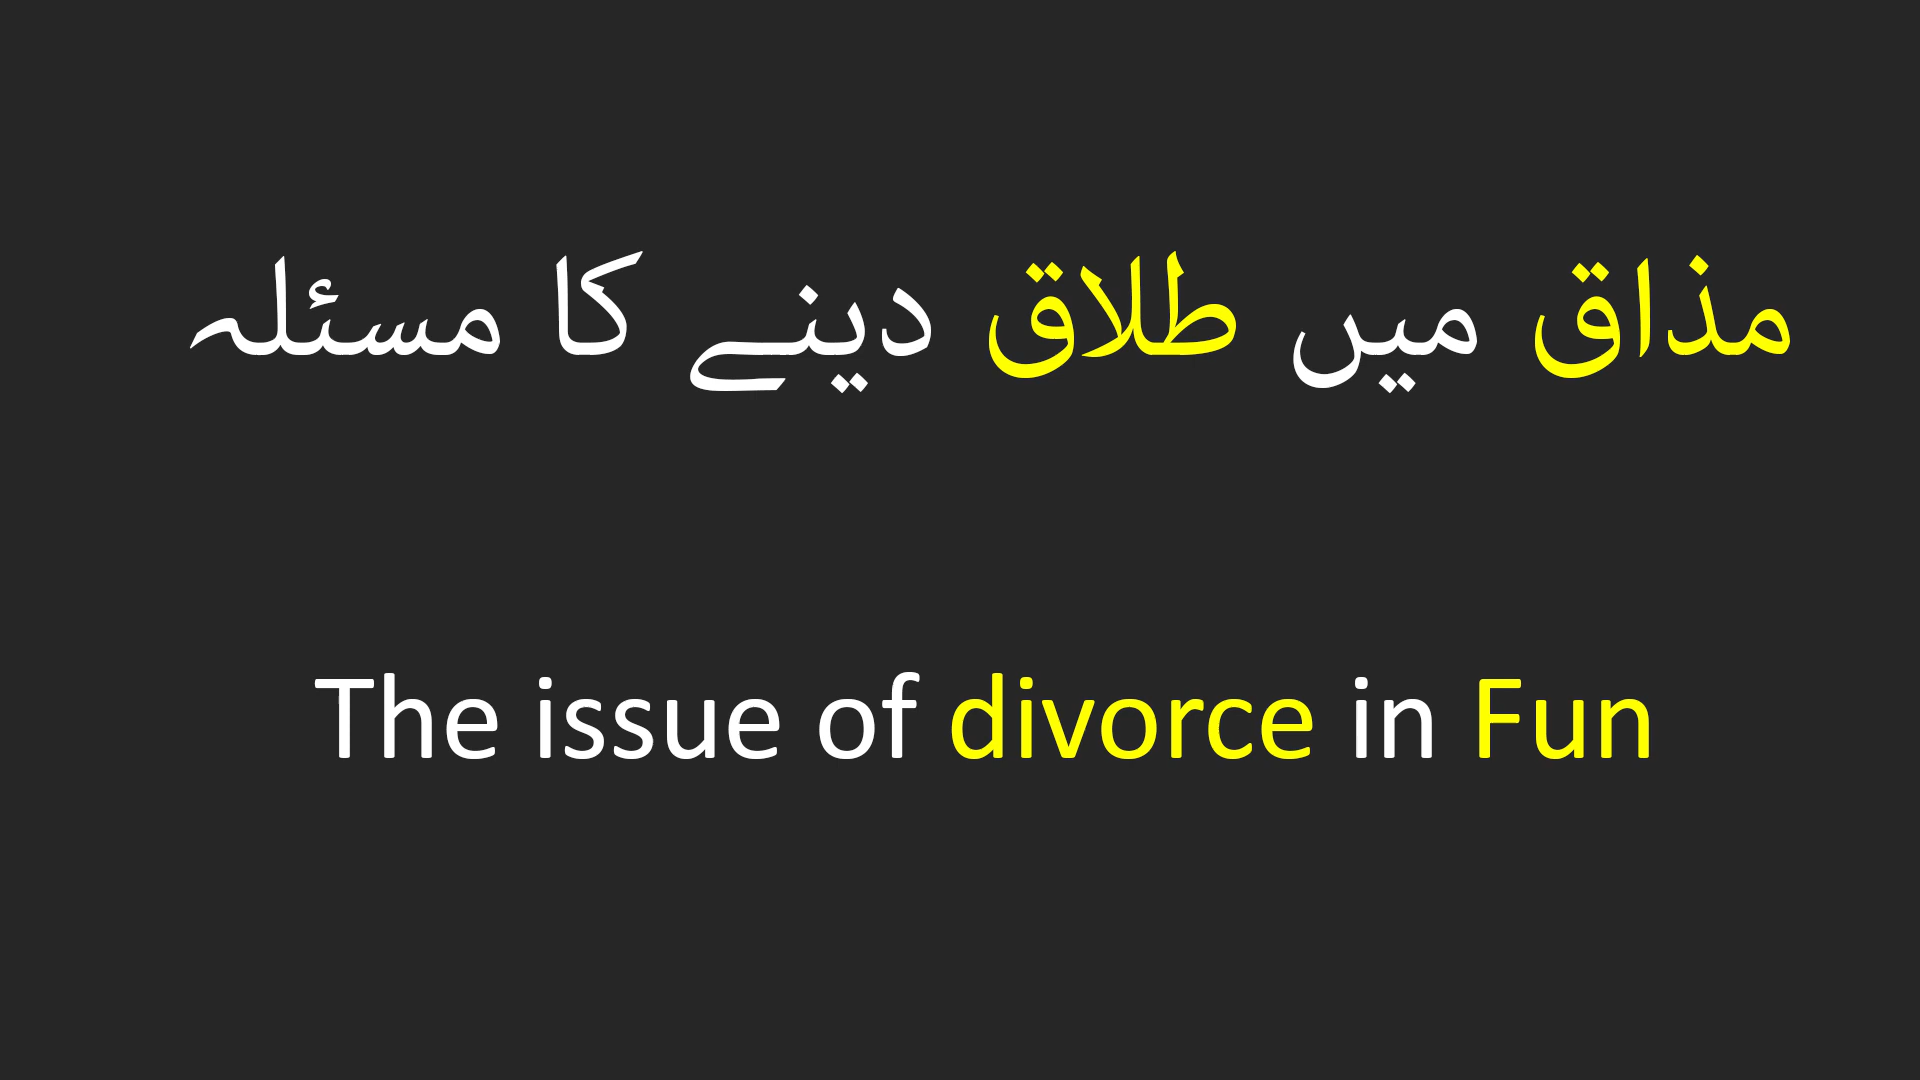 مذاق میں طلاق دینے کا مسئلہ
The issue of divorce in Fun